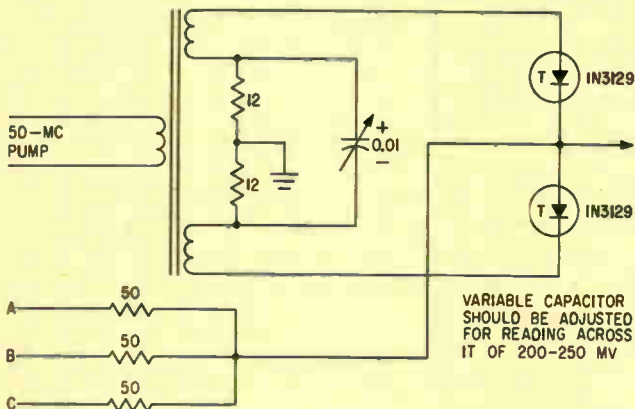 50-MC
PUMP
12
12
+
0.01
-
T
1N3129
T
1N3129
A
50
B
50
C
50
VARIABLE CAPACITOR
SHOULD BE ADJUSTED
FOR READING ACROSS
IT OF 200-250 MV